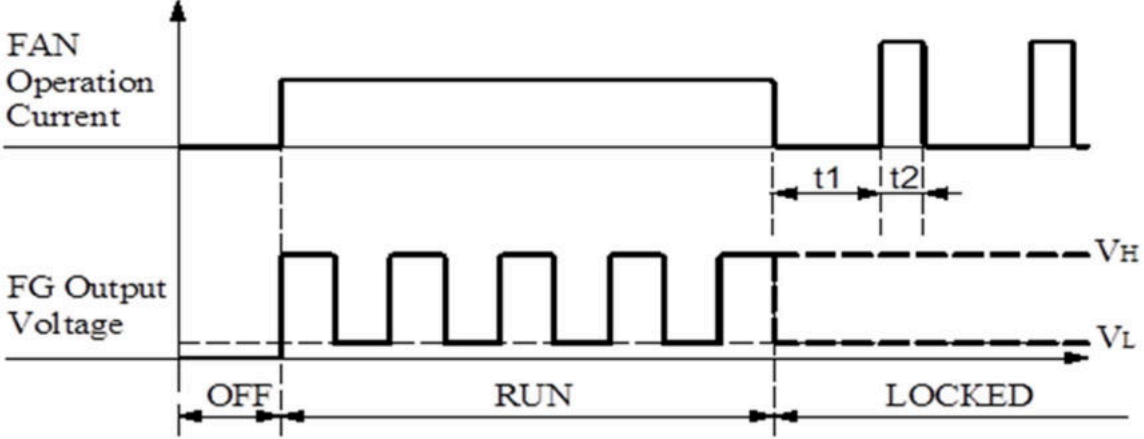 FAN
Operation
Current
t1 t2
VH
FG Output
Voltage
VL
OFF RUN LOCKED